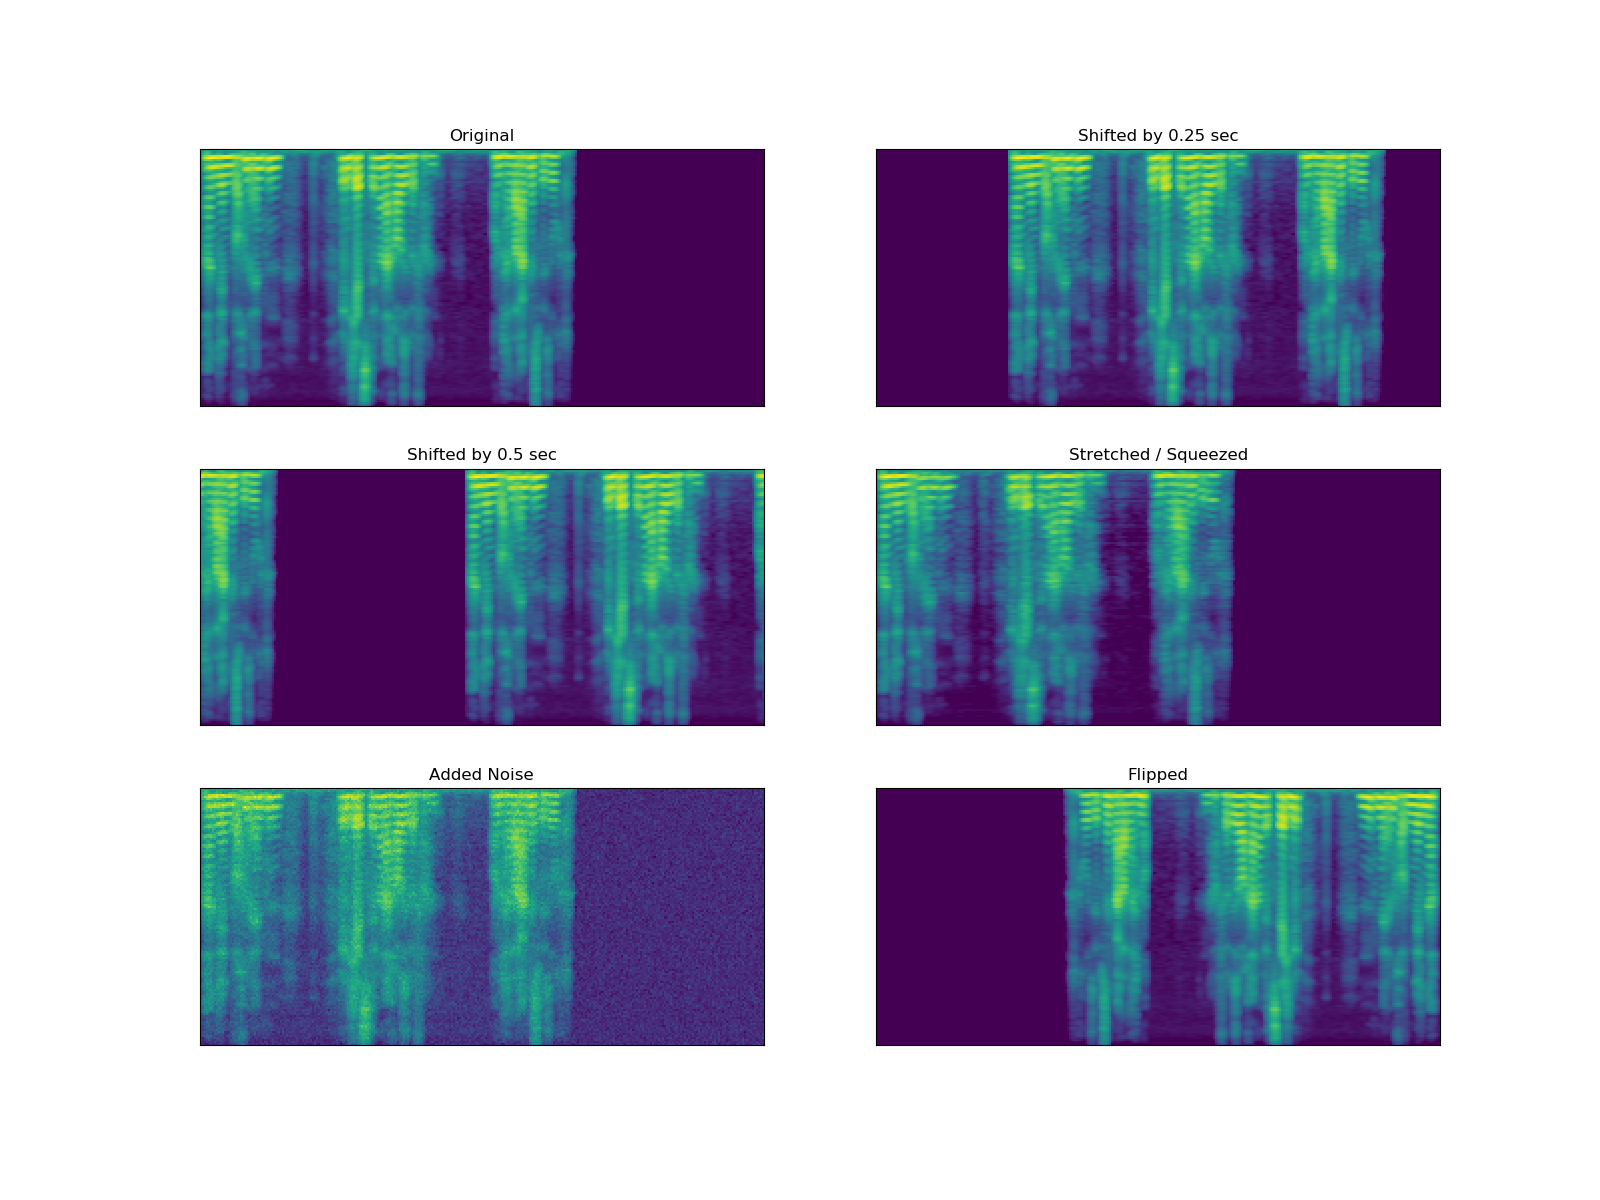 Original
Shifted by 0.25 sec
Shifted by 0.5 sec
Stretched / Squeezed
Added Noise
Flipped